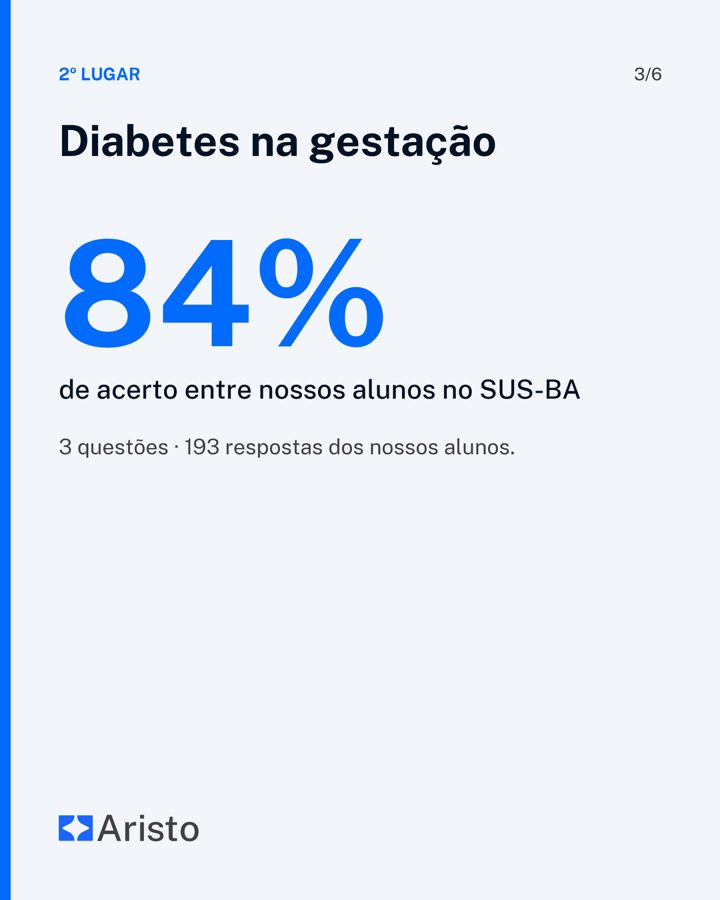 2º LUGAR
3/6
Diabetes na gestação
84%
de acerto entre nossos alunos no SUS-BA
3 questões · 193 respostas dos nossos alunos.
Aristo